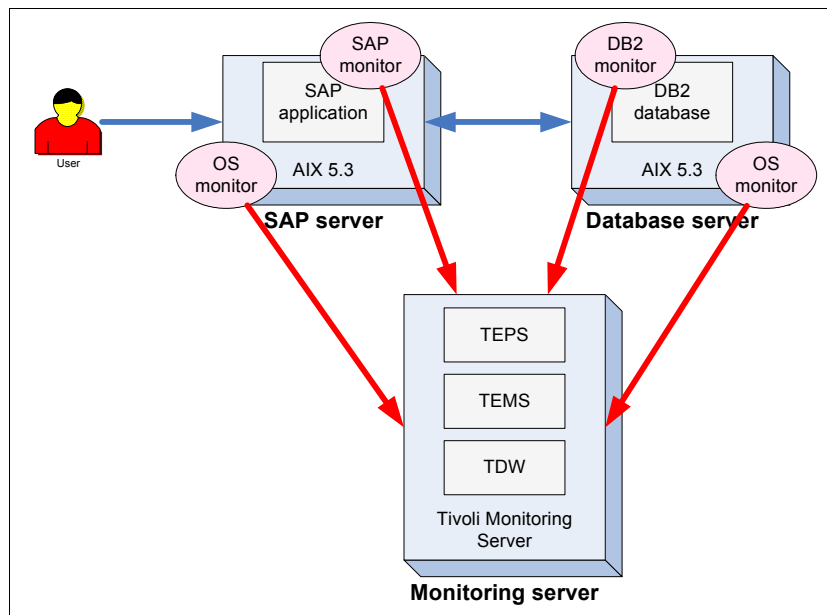 SAP
monitor
DB2
monitor
SAP
application
DB2
database
User
OS
monitor
AIX 5.3
AIX 5.3
OS
monitor
SAP server
Database server
TEPS
TEMS
TDW
Tivoli Monitoring
Server
Monitoring server